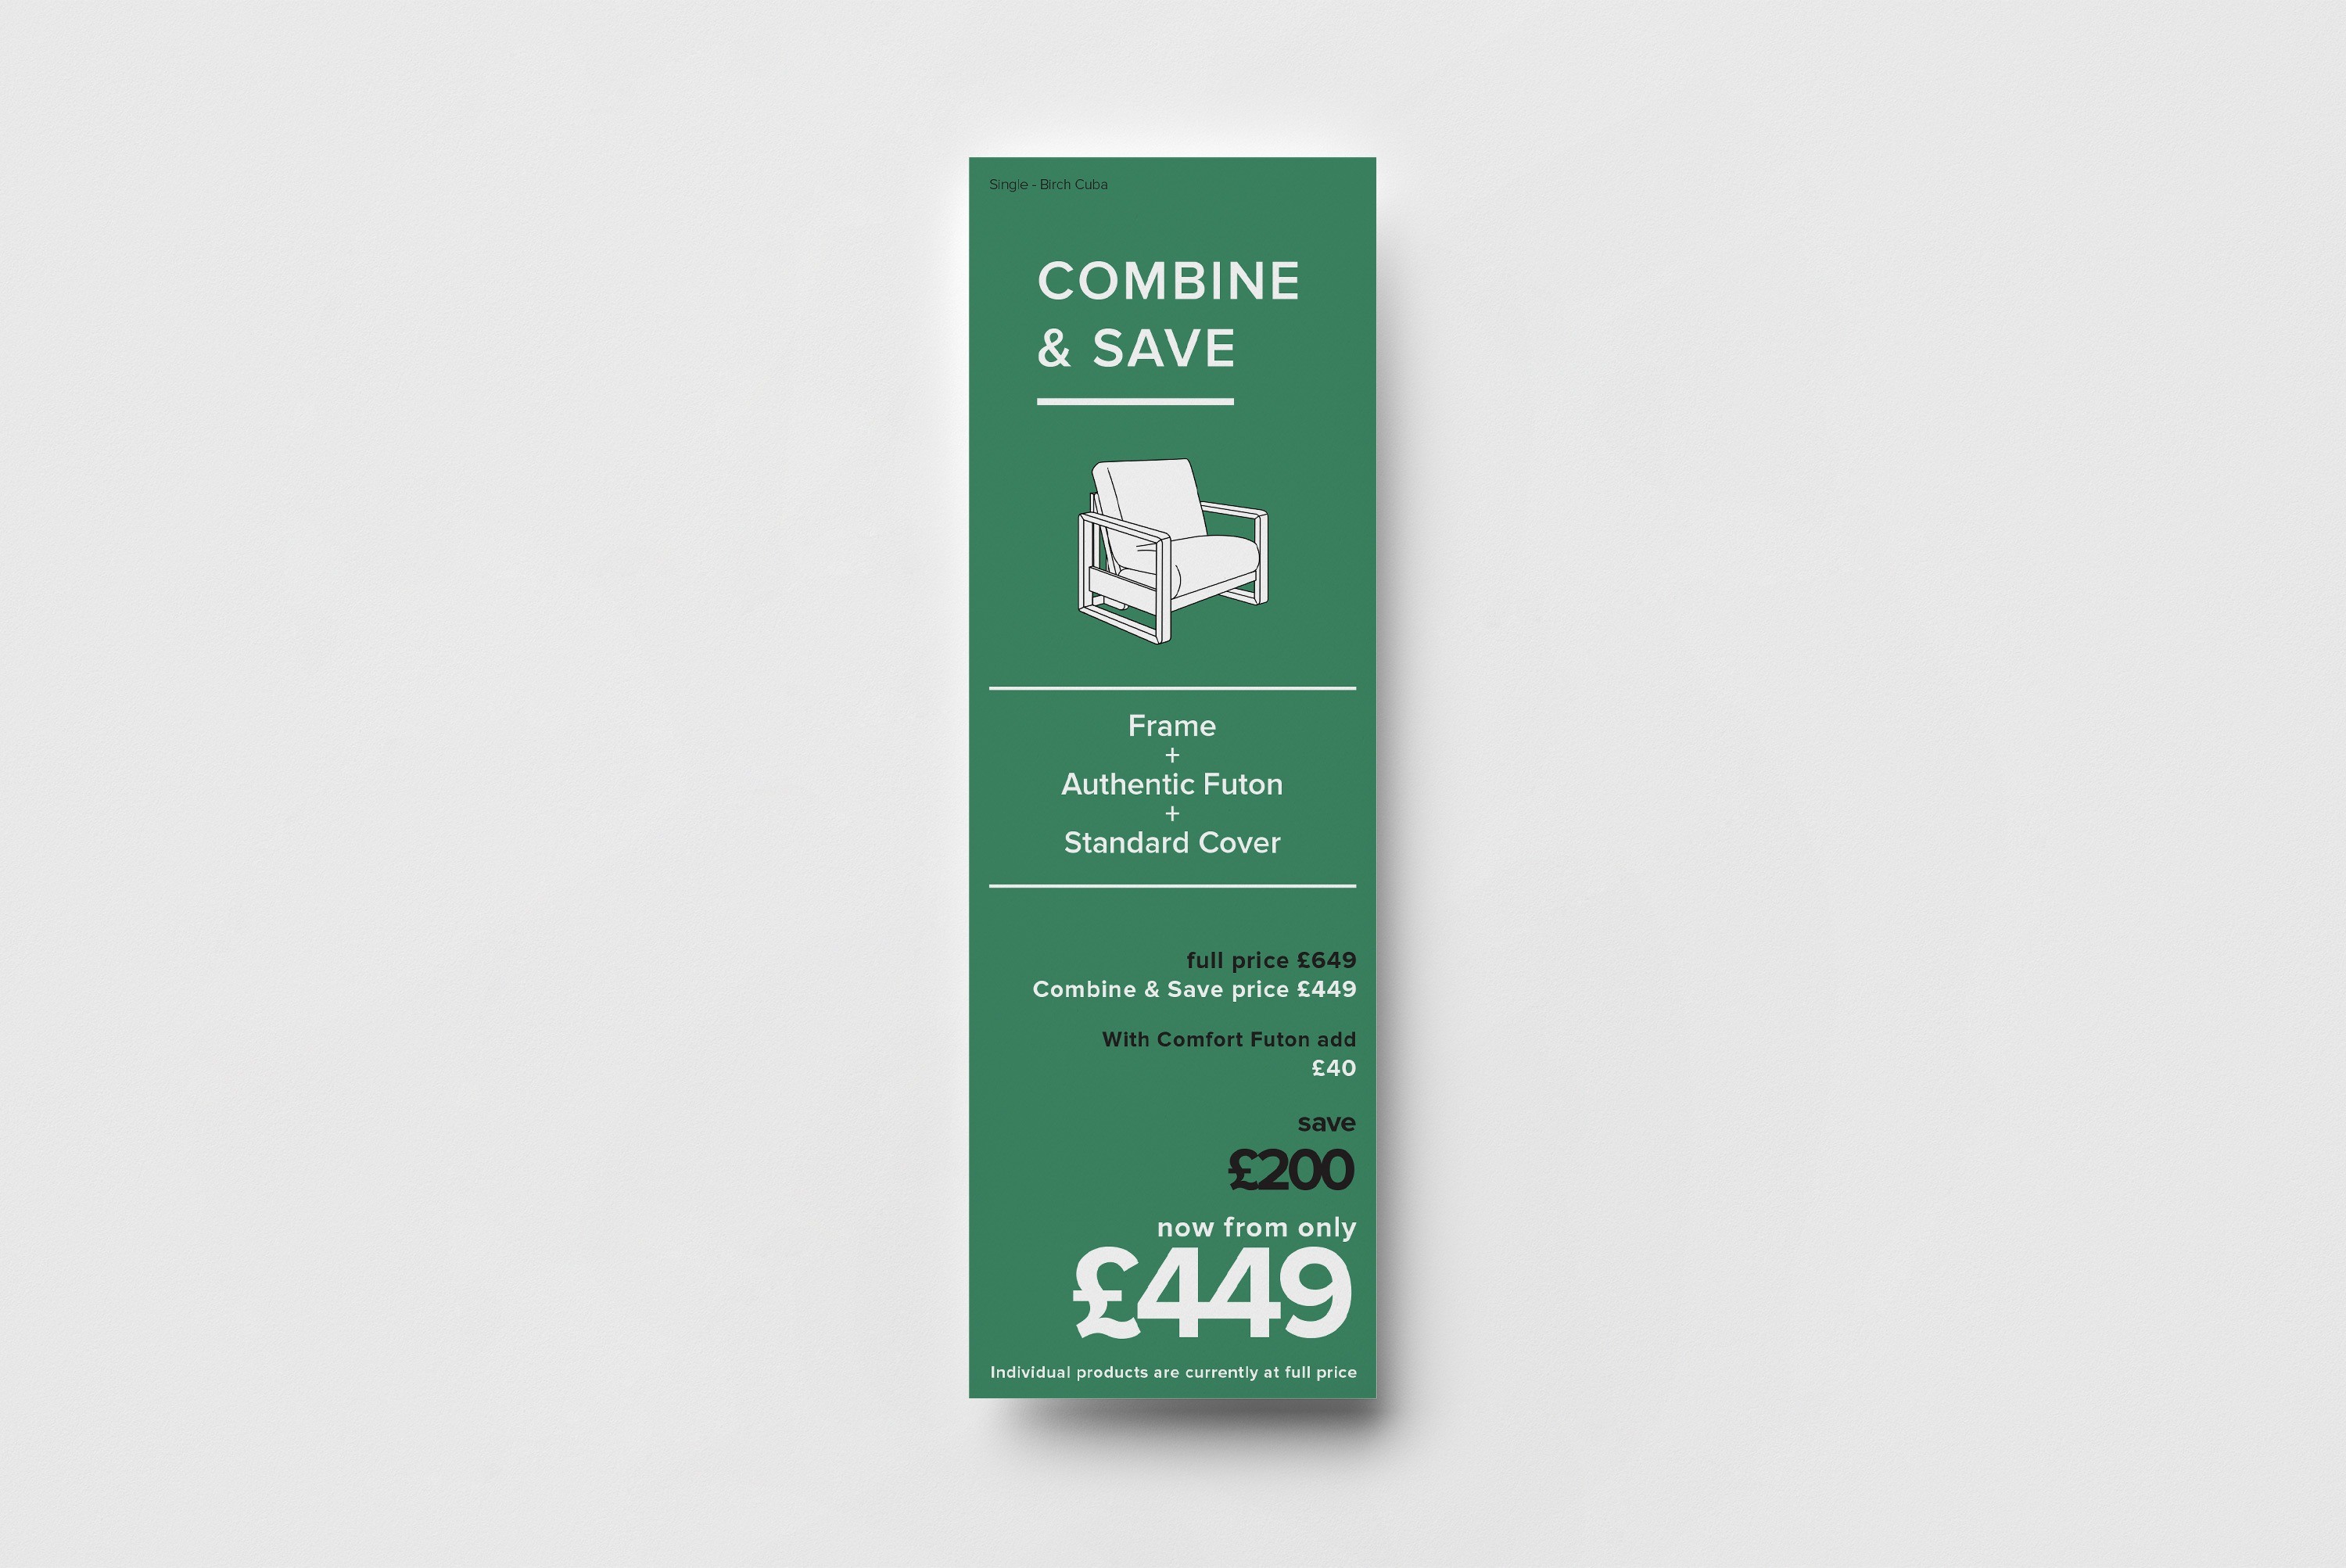 Single - Birch Cuba
COMBINE
& SAVE
Frame
+
Authentic Futon
+
Standard Cover
full price £649
Combine & Save price £449
With Comfort Futon add
£40
save
£200
now from only
£449
Individual products are currently at full price